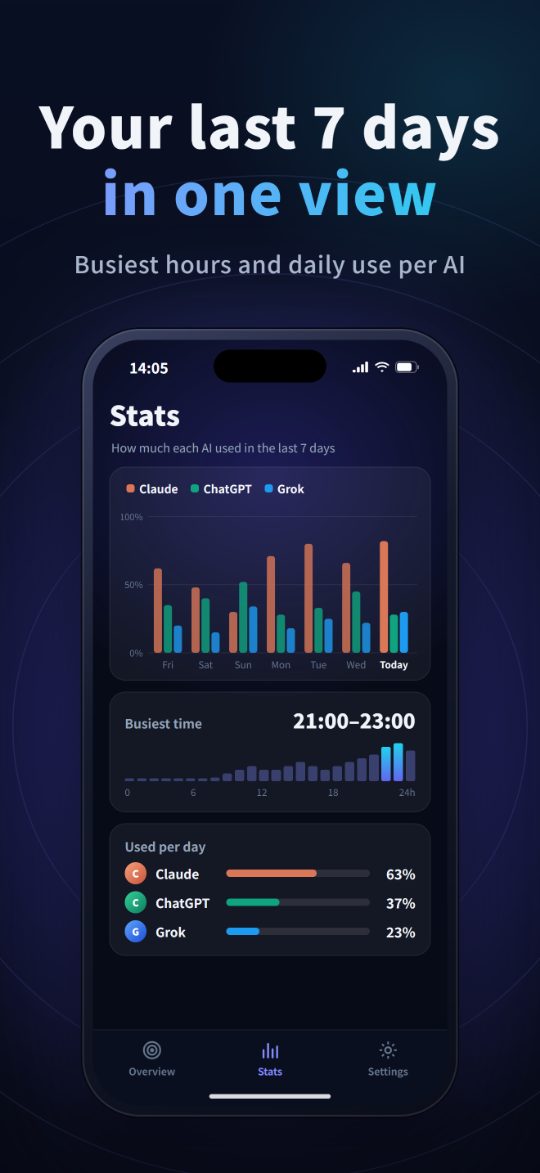 Your last 7 days
in one view
Busiest hours and daily use per AI
14:05
Stats
How much each AI used in the last 7 days
Claude ChatGPT Grok
100%
50%
0%
Fri Sat Sun Mon Tue Wed Today
Busiest time 21:00–23:00
0 6 12 18 24h
Used per day
C Claude 63%
C ChatGPT 37%
G Grok 23%
Overview Stats Settings